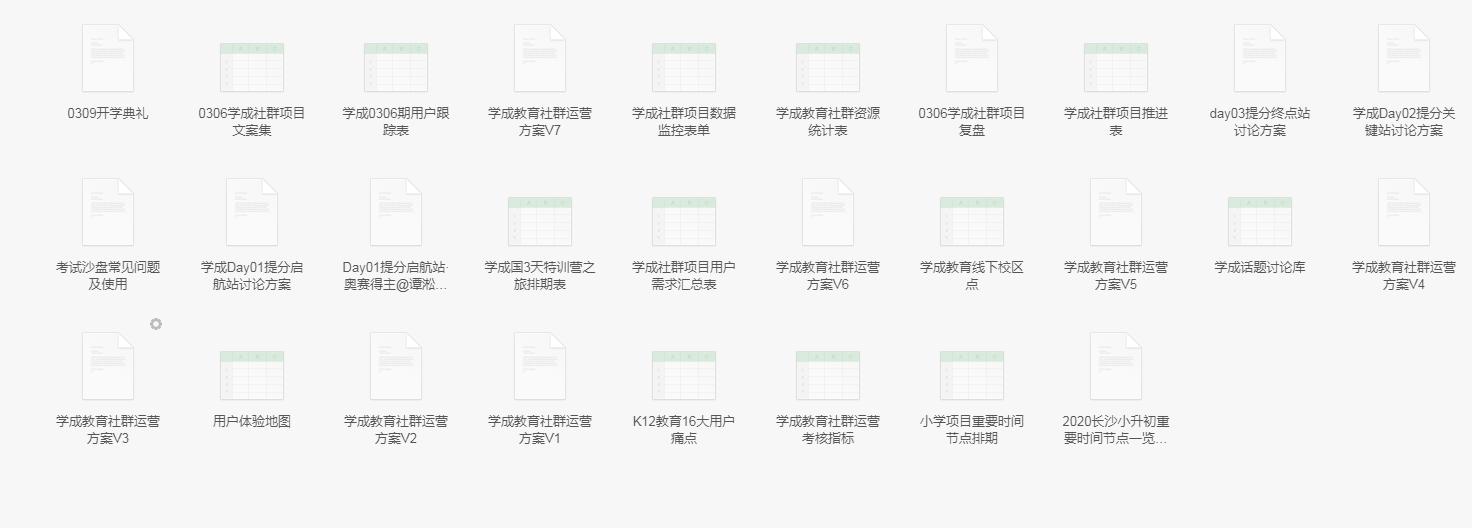 0309开学典礼
0306学成社群项目
文案集
学成0306期用户跟
踪表
学成教育社群运营
方案V7
学成社群项目数据
监控表单
学成教育社群资源
统计表
0306学成社群项目
复盘
学成社群项目推进
表
day03提分终点站
讨论方案
学成Day02提分关
键站讨论方案
考试沙盘常见问题
及使用
学成Day01提分启
航站讨论方案
Day01提分启航站·
奥赛得主@谭淞...
学成国3天特训营之
旅排期表
学成社群项目用户
需求汇总表
学成教育社群运营
方案V6
学成教育线下校区
点
学成教育社群运营
方案V5
学成话题讨论库
学成教育社群运营
方案V4
学成教育社群运营
方案V3
用户体验地图
学成教育社群运营
方案V2
学成教育社群运营
方案V1
K12教育16大用户
痛点
学成教育社群运营
考核指标
小学项目重要时间
节点排期
2020长沙小升初重
要时间节点一览...